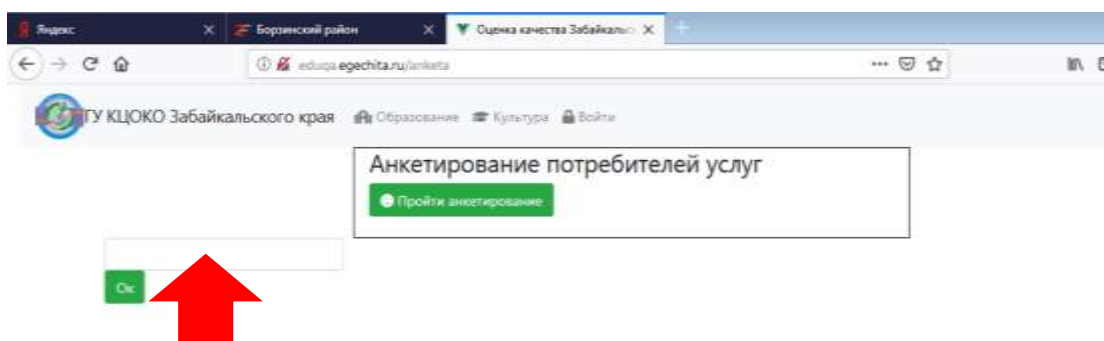 Яндекс
Борзинский район
Оценка качества Забайкальс
eduqa.egechita.ru/anketa
ГУ КЦОКО Забайкальского края Образование Культура Войти
Анкетирование потребителей услуг
Пройти анкетирование
Ок